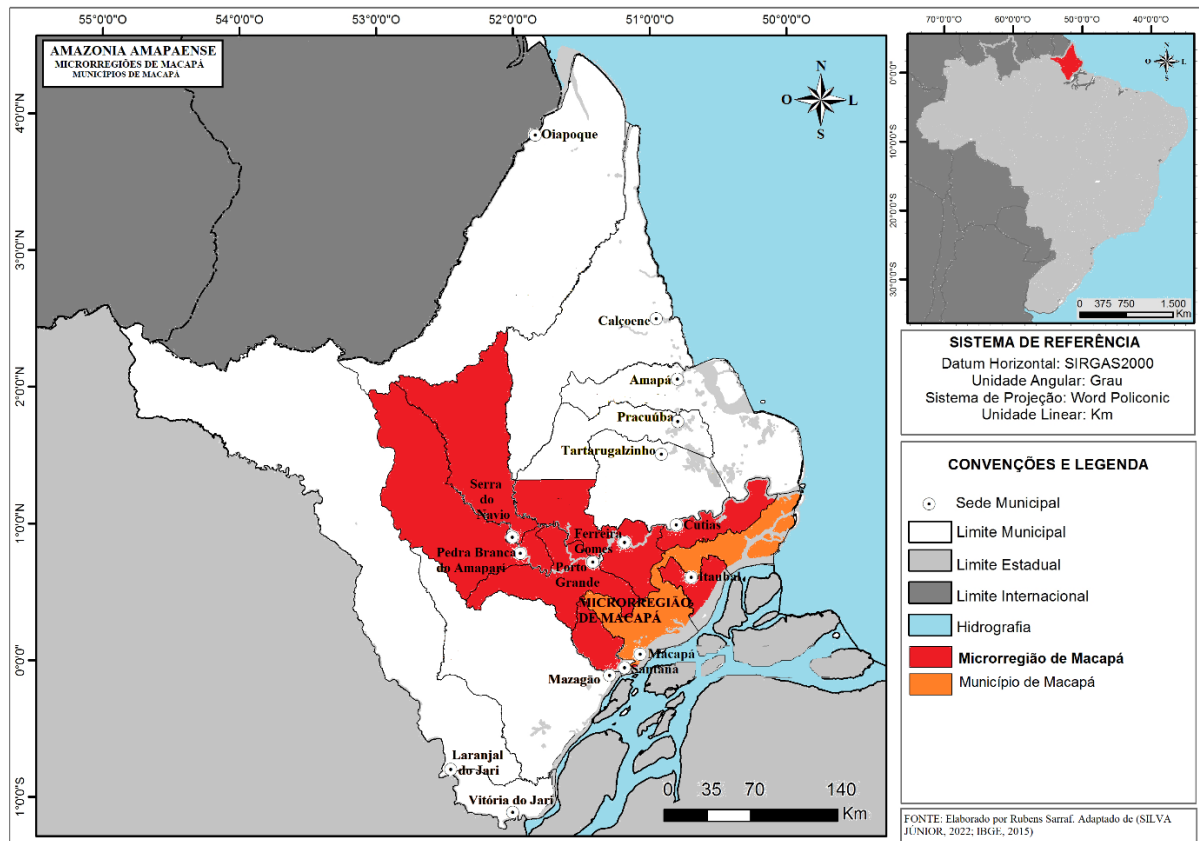 55°0'0"W
54°0'0"W
53°0'0"W
52°0'0"W
51°0'0"W
50°0'0"W
AMAZONIA AMAPAENSE
MICRORREGIÕES DE MACAPÁ
MUNICÍPIOS DE MACAPÁ
N
O
L
S
4°0'0"N
3°0'0"N
2°0'0"N
1°0'0"N
0°0'0"
1°0'0"S
Oiapoque
Calçoene
Amapá
Pracuúba
Tartarugalzinho
Serra
do
Navio
Cutias
Ferreira
Gomes
Pedra Branca
do Amapari
Porto
Grande
Itaubal
MICRORREGIÃO
DE MACAPÁ
Macapá
Santana
Mazagão
Laranjal
do Jari
Vitória do Jari
0 35 70 140
Km
70°0'0"W
60°0'0"W
50°0'0"W
40°0'0"W
N
O
L
S
0°0'0"
10°0'0"S
20°0'0"S
30°0'0"S
0 375 750 1.500
Km
SISTEMA DE REFERÊNCIA
Datum Horizontal: SIRGAS2000
Unidade Angular: Grau
Sistema de Projeção: Word Policonic
Unidade Linear: Km
CONVENÇÕES E LEGENDA
Sede Municipal
Limite Municipal
Limite Estadual
Limite Internacional
Hidrografia
Microrregião de Macapá
Município de Macapá
FONTE: Elaborado por Rubens Sarraf. Adaptado de (SILVA
JÚNIOR, 2022; IBGE, 2015)